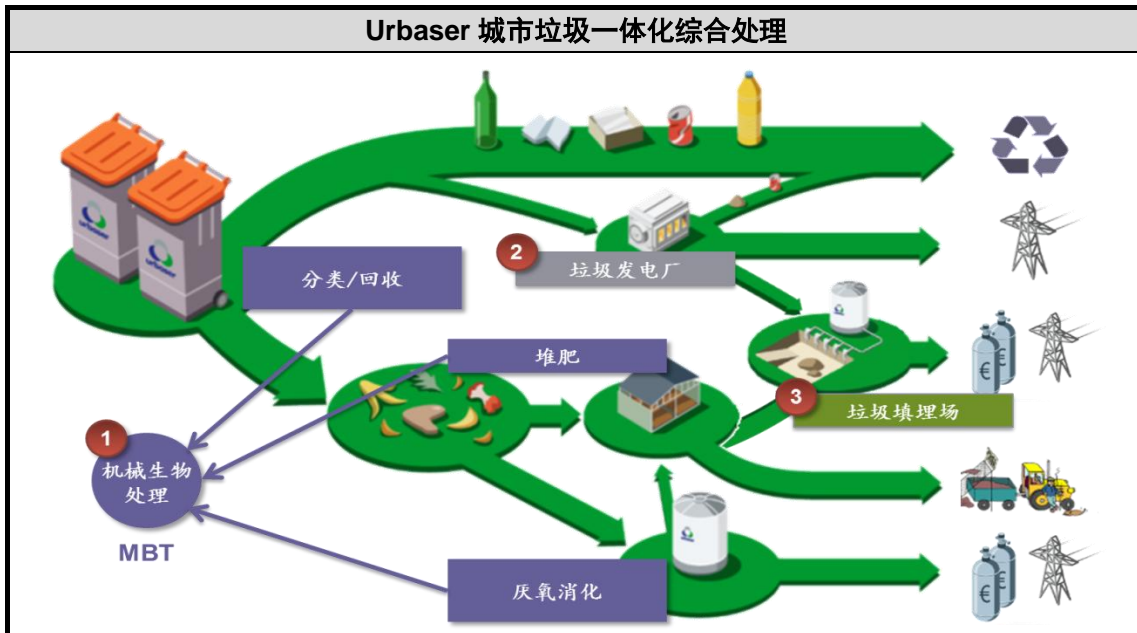 Urbaser 城市垃圾一体化综合处理
urbaser
urbaser
分类/回收
2
垃圾发电厂
堆肥
3
垃圾填埋场
1
机械生物
处理
MBT
厌氧消化
€
€
€
€